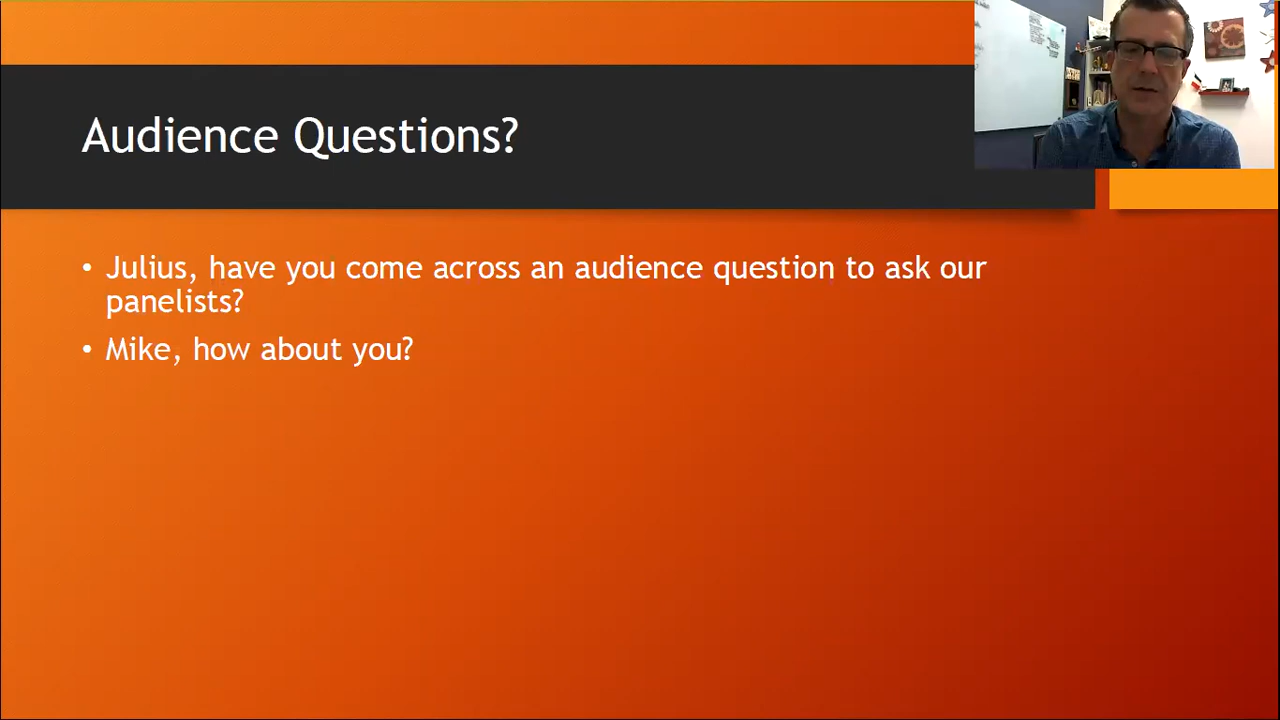 Audience Questions?
• Julius, have you come across an audience question to ask our
panelists?
• Mike, how about you?